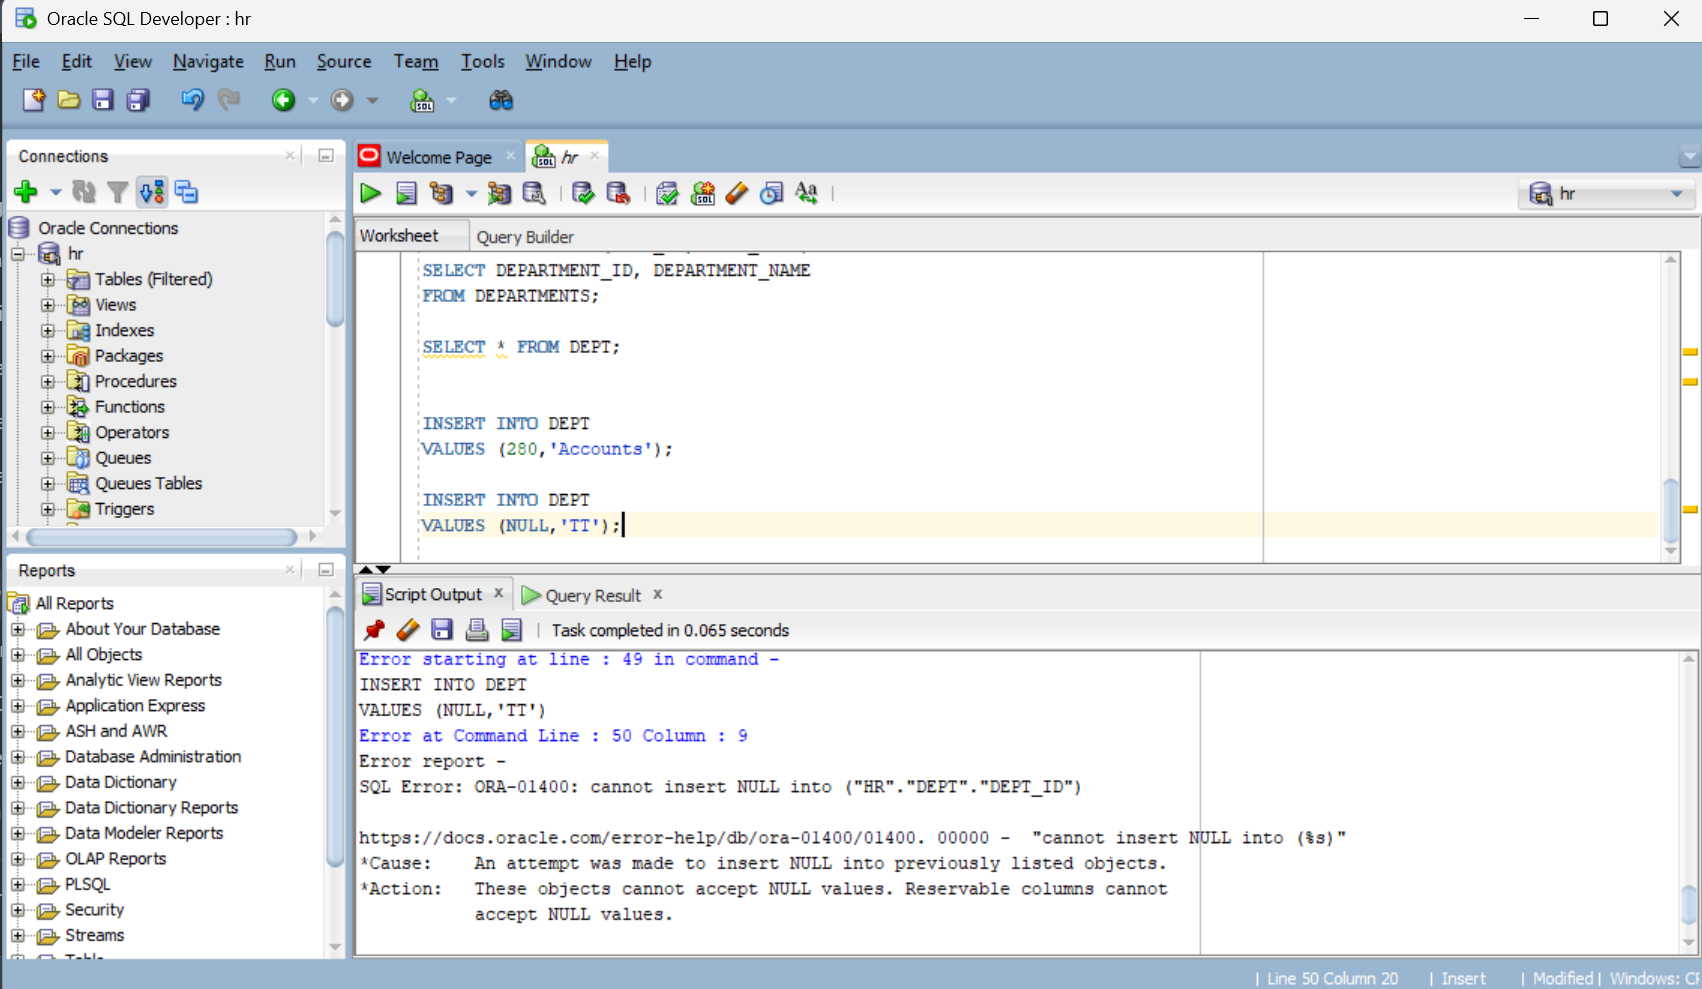 Oracle SQL Developer : hr
File Edit View Navigate Run Source Team Tools Window Help
Connections
Oracle Connections
hr
Tables (Filtered)
Views
Indexes
Packages
Procedures
Functions
Operators
Queues
Queues Tables
Triggers
Reports
All Reports
About Your Database
All Objects
Analytic View Reports
Application Express
ASH and AWR
Database Administration
Data Dictionary
Data Dictionary Reports
Data Modeler Reports
OLAP Reports
PLSQL
Security
Streams
Welcome Page hr
hr
Worksheet Query Builder
SELECT DEPARTMENT_ID, DEPARTMENT_NAME
FROM DEPARTMENTS;
SELECT * FROM DEPT;
INSERT INTO DEPT
VALUES (280,'Accounts');
INSERT INTO DEPT
VALUES (NULL,'TT');
Script Output Query Result
Task completed in 0.065 seconds
Error starting at line : 49 in command -
INSERT INTO DEPT
VALUES (NULL,'TT')
Error at Command Line : 50 Column : 9
Error report -
SQL Error: ORA-01400: cannot insert NULL into ("HR"."DEPT"."DEPT_ID")
https://docs.oracle.com/error-help/db/ora-01400/01400. 00000 - "cannot insert NULL into (%s)"
*Cause: An attempt was made to insert NULL into previously listed objects.
*Action: These objects cannot accept NULL values. Reservable columns cannot
accept NULL values.
Line 50 Column 20 | Insert | Modified | Windows: